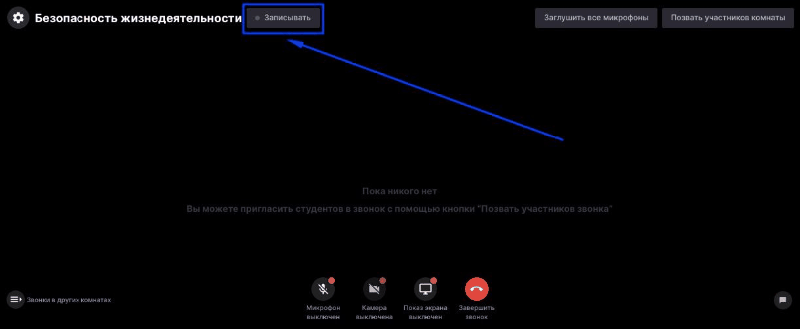 Безопасность жизнедеятельности
Записывать
Заглушить все микрофоны
Позвать участников комнаты
Пока никого нет
Вы можете пригласить студентов в звонок с помощью кнопки "Позвать участников звонка"
Звонки в других комнатах
Микрофон
выключен
Камера
выключена
Показ экрана
выключен
Завершить
звонок